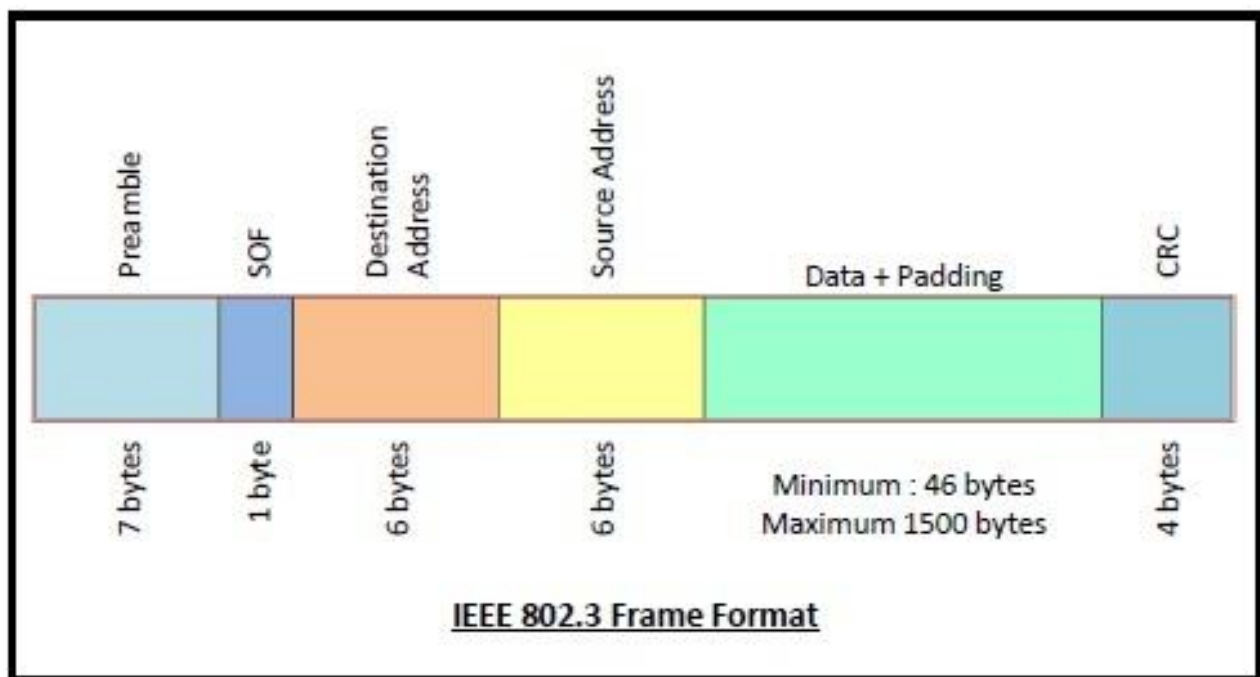 Preamble
SOF
Destination
Address
Source Address
Data + Padding
CRC
7 bytes
1 byte
6 bytes
6 bytes
Minimum : 46 bytes
Maximum 1500 bytes
4 bytes
IEEE 802.3 Frame Format